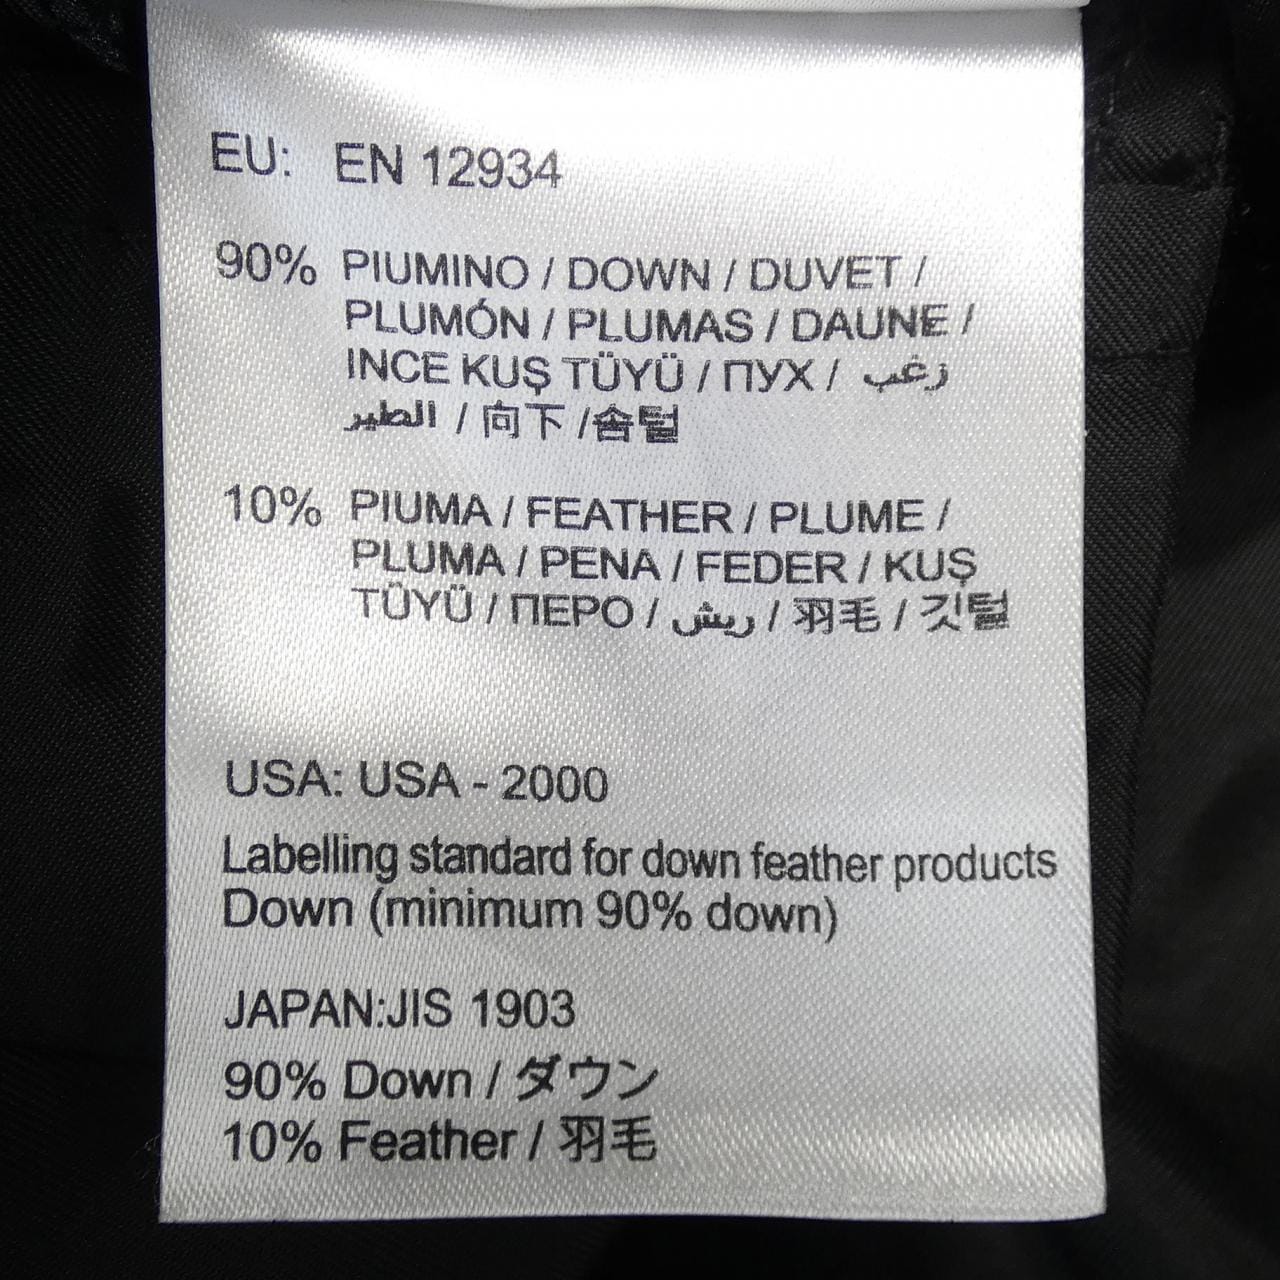 EU: EN 12934
90% PIUMINO / DOWN / DUVET /
PLUMÓN / PLUMAS / DAUNE /
INCE KUŞ TÜYÜ / ПУХ / زغب
الطير / 向下 /솜털
10% PIUMA / FEATHER / PLUME /
PLUMA / PENA / FEDER / KUŞ
TÜYÜ / ПЕРО / ريش / 羽毛 / 깃털
USA: USA - 2000
Labelling standard for down feather products
Down (minimum 90% down)
JAPAN:JIS 1903
90% Down / ダウン
10% Feather / 羽毛